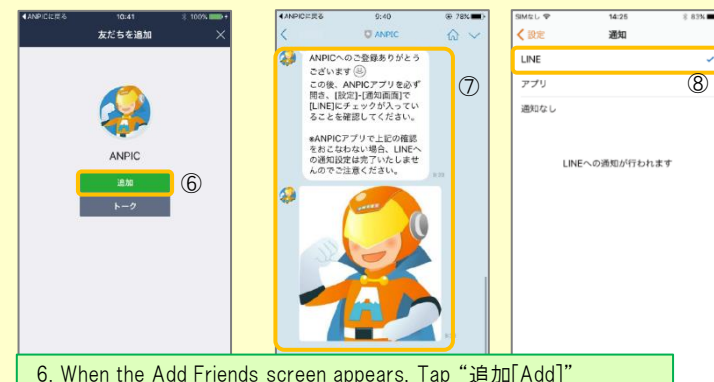 ◀ANPICに戻る 10:41 100%
友だちを追加
ANPIC
追加
⑥
トーク
◀ANPICに戻る 9:40 78%
ANPIC
ANPICへのご登録ありがとう
ございます
この後、ANPICアプリを必ず
開き、[設定]-[通知画面]で
[LINE]にチェックが入ってい
ることを確認してください。
※ANPICアプリで上記の確認
をおこなわない場合、LINEへ
の通知設定は完了いたしませ
んのでご注意ください。
9:39
⑦
A
SIMなし 14:25 83%
設定 通知
LINE
⑧
アプリ
通知なし
LINEへの通知が行われます
6. When the Add Friends screen appears, Tap “追加[Add]”